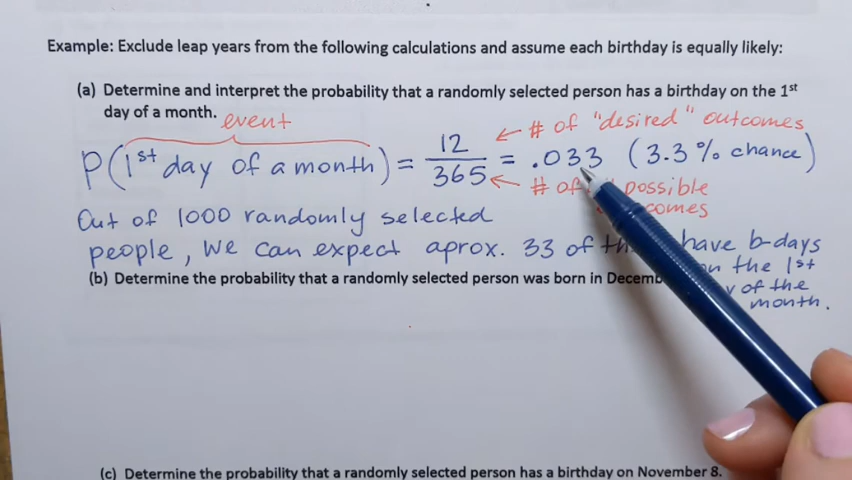 Example: Exclude leap years from the following calculations and assume each birthday is equally likely:
(a) Determine and interpret the probability that a randomly selected person has a birthday on the 1st
day of a month.
event
# of "desired" outcomes
P(1st day of a month) = 12/365 = .033 (3.3% chance)
# of possible
Out of 1000 randomly selected
people, we can expect aprox. 33 of have b-days
on the 1st
of the
month.
(b) Determine the probability that a randomly selected person was born in
(c) Determine the probability that a randomly selected person has a birthday on November 8.